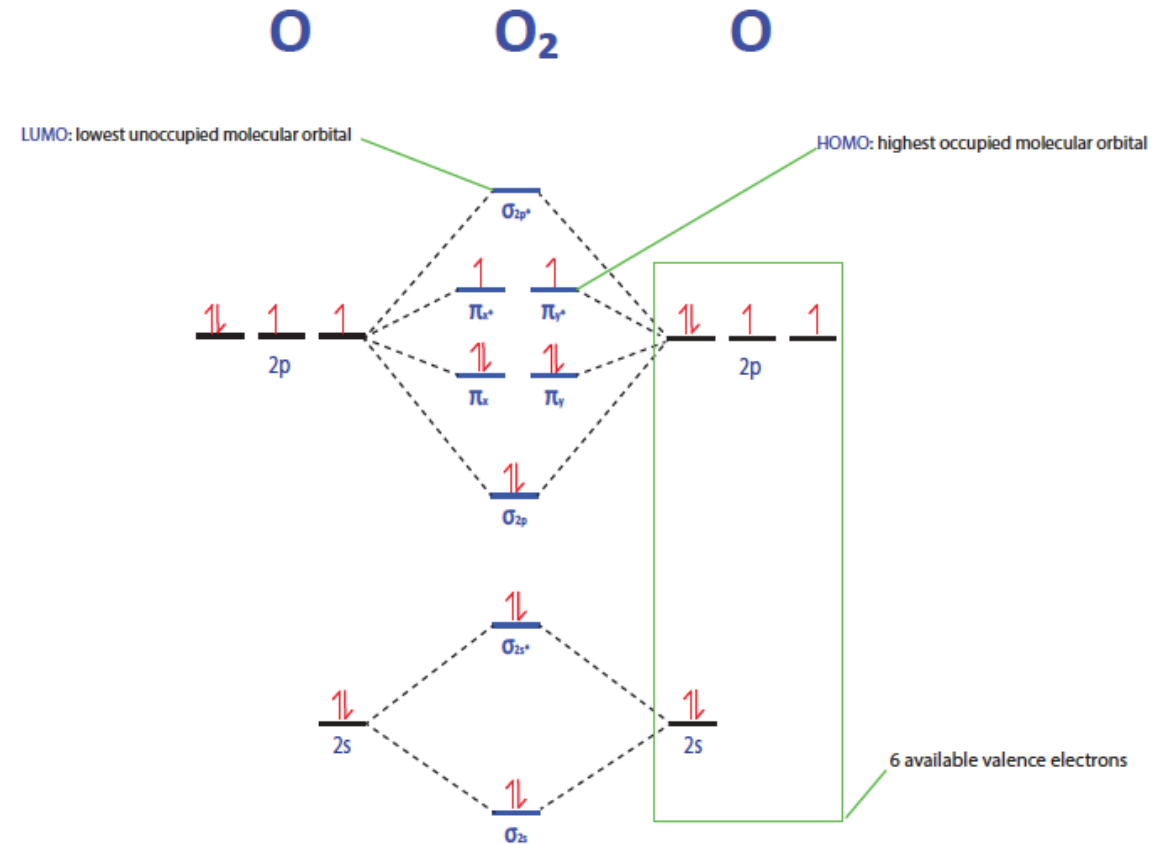 O O₂ O
LUMO: lowest unoccupied molecular orbital
HOMO: highest occupied molecular orbital
σ2p*
πx* πy*
2p 2p
πx πy
σ2p
σ2s*
2s 2s
6 available valence electrons
σ2s